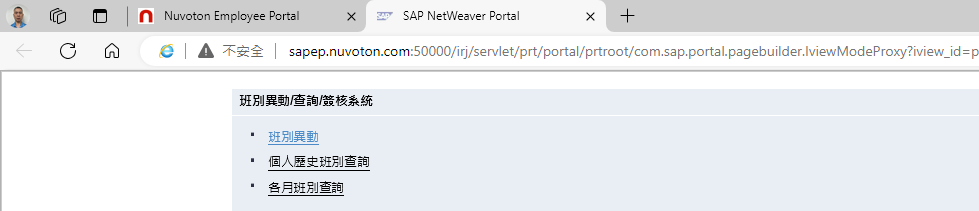 Nuvoton Employee Portal
SAP NetWeaver Portal
不安全
sapep.nuvoton.com:50000/irj/servlet/prt/portal/prtroot/com.sap.portal.pagebuilder.IviewModeProxy?iview_id=p
班別異動/查詢/簽核系統
班別異動
個人歷史班別查詢
各月班別查詢